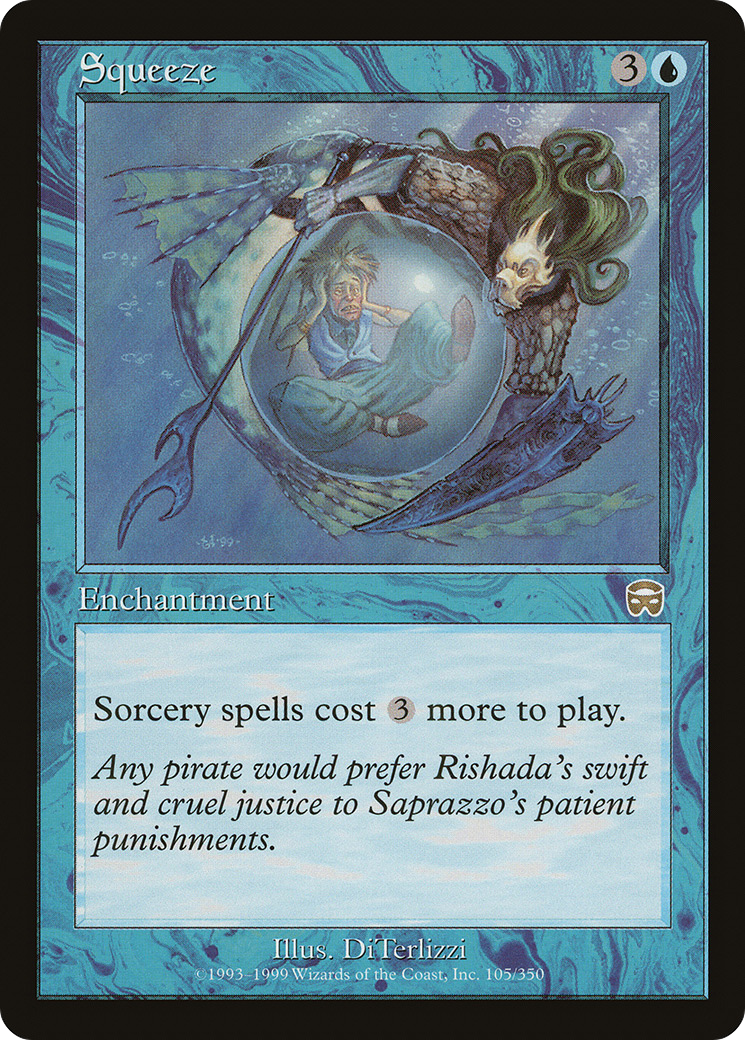 Squeeze 3
Enchantment
Sorcery spells cost 3 more to play.
Any pirate would prefer Rishada's swift
and cruel justice to Saprazzo's patient
punishments.
Illus. DiTerlizzi
©1993–1999 Wizards of the Coast, Inc. 105/350